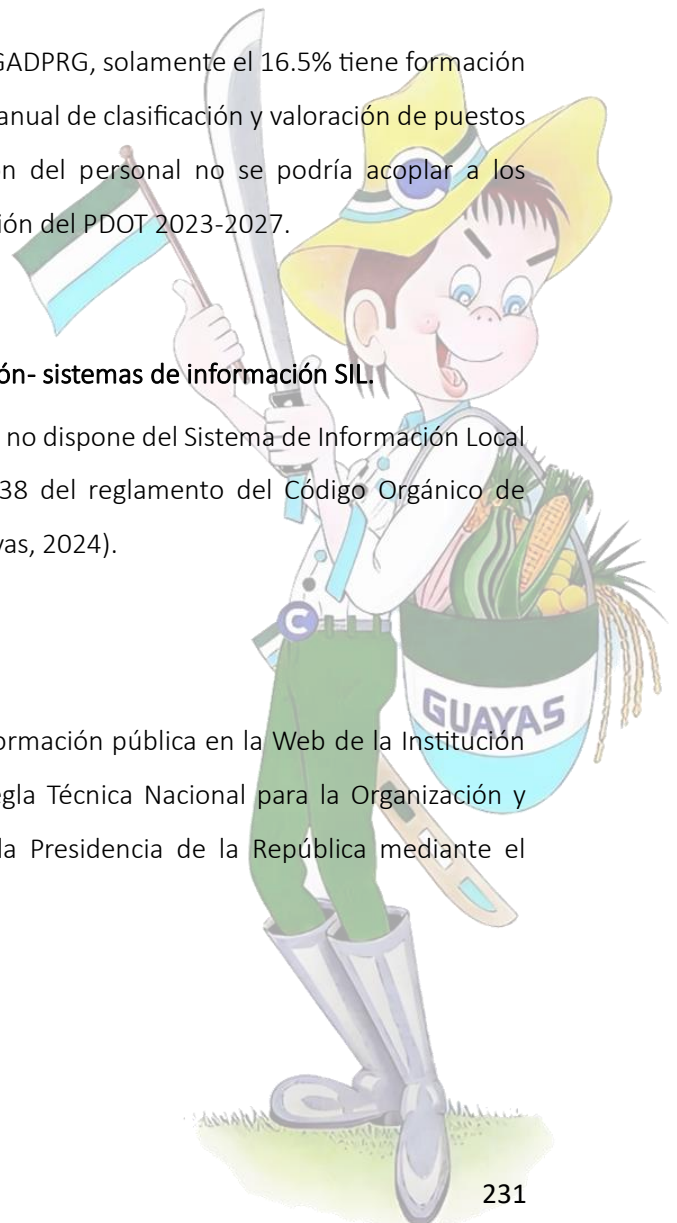 GADPRG, solamente el 16.5% tiene formación
anual de clasificación y valoración de puestos
n del personal no se podría acoplar a los
ión del PDOT 2023-2027.
C
ón- sistemas de información SIL.
no dispone del Sistema de Información Local
38 del reglamento del Código Orgánico de
yas, 2024).
C
GUAYAS
ormación pública en la Web de la Institución
egla Técnica Nacional para la Organización y
la Presidencia de la República mediante el
231